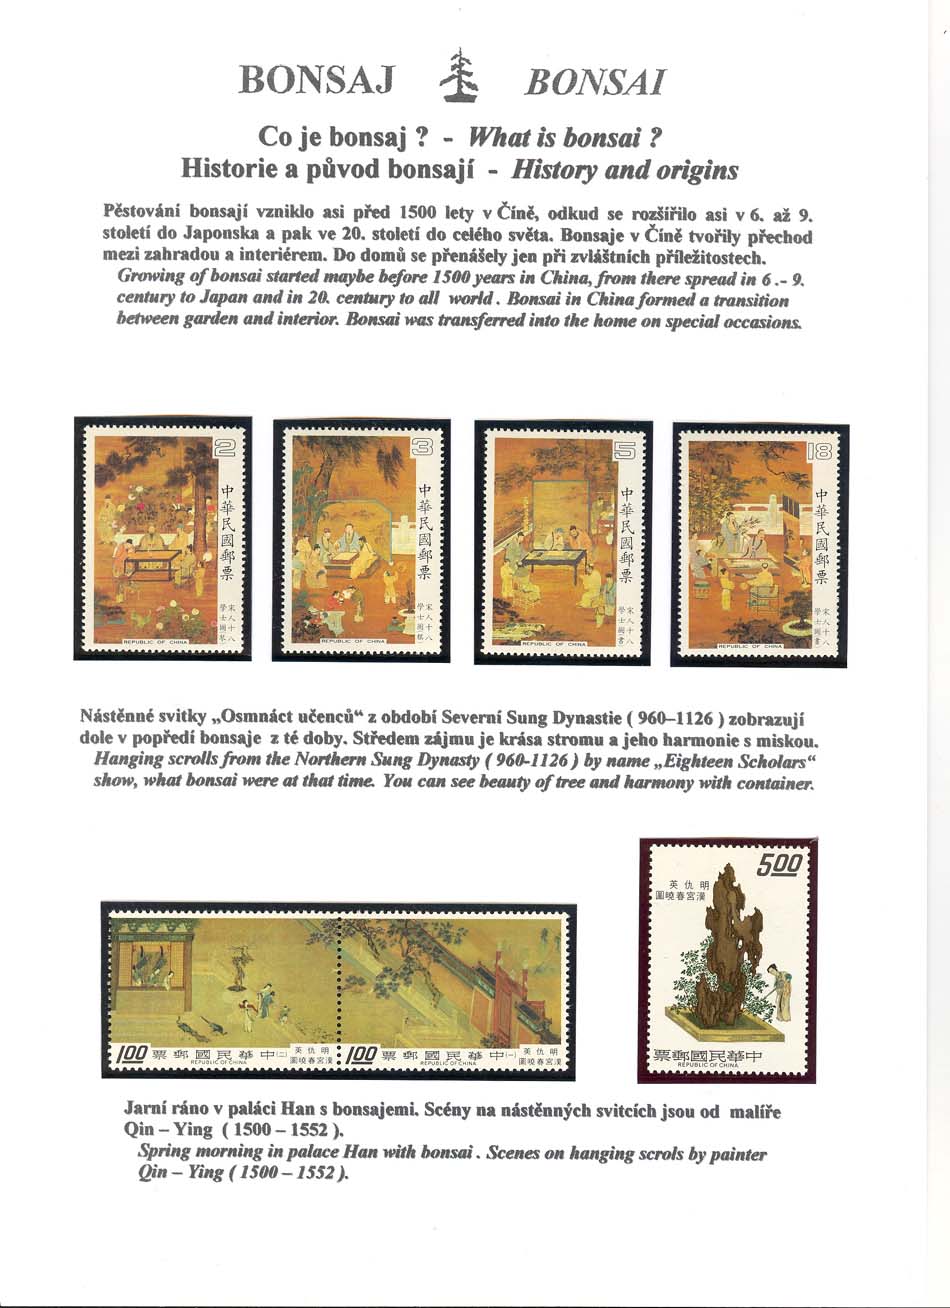 BONSAJ BONSAI
Co je bonsaj ? - What is bonsai ?
Historie a původ bonsají - History and origins
Pěstování bonsají vzniklo asi před 1500 lety v Číně, odkud se rozšířilo asi v 6. až 9.
století do Japonska a pak ve 20. století do celého světa. Bonsaje v Číně tvořily přechod
mezi zahradou a interiérem. Do domů se přenášely jen při zvláštních příležitostech.
Growing of bonsai started maybe before 1500 years in China, from there spread in 6 .- 9.
century to Japan and in 20. century to all world . Bonsai in China formed a transition
between garden and interior. Bonsai was transferred into the home on special occasions.
2
中華民國郵票
宋人十八
學士圖琴
REPUBLIC OF CHINA
3
中華民國郵票
宋人十八
學士圖棋
REPUBLIC OF CHINA
5
中華民國郵票
宋人十八
學士圖書
REPUBLIC OF CHINA
18
中華民國郵票
宋人十八
學士圖畫
REPUBLIC OF CHINA
Nástěnné svitky „Osmnáct učenců“ z období Severní Sung Dynastie ( 960–1126 ) zobrazují
dole v popředí bonsaje z té doby. Středem zájmu je krása stromu a jeho harmonie s miskou.
Hanging scrolls from the Northern Sung Dynasty ( 960-1126 ) by name „Eighteen Scholars“
show, what bonsai were at that time. You can see beauty of tree and harmony with container.
5.00
英仇明
圖曉春宮漢
票郵國民華中
REPUBLIC OF CHINA
1.00 票郵國民華中 (二) 英仇明
圖曉春宮漢
REPUBLIC OF CHINA
1.00 票郵國民華中 (一) 英仇明
圖曉春宮漢
REPUBLIC OF CHINA
Jarní ráno v paláci Han s bonsajemi. Scény na nástěnných svitcích jsou od malíře
Qin – Ying ( 1500 – 1552 ).
Spring morning in palace Han with bonsai . Scenes on hanging scrols by painter
Qin – Ying ( 1500 – 1552 ).